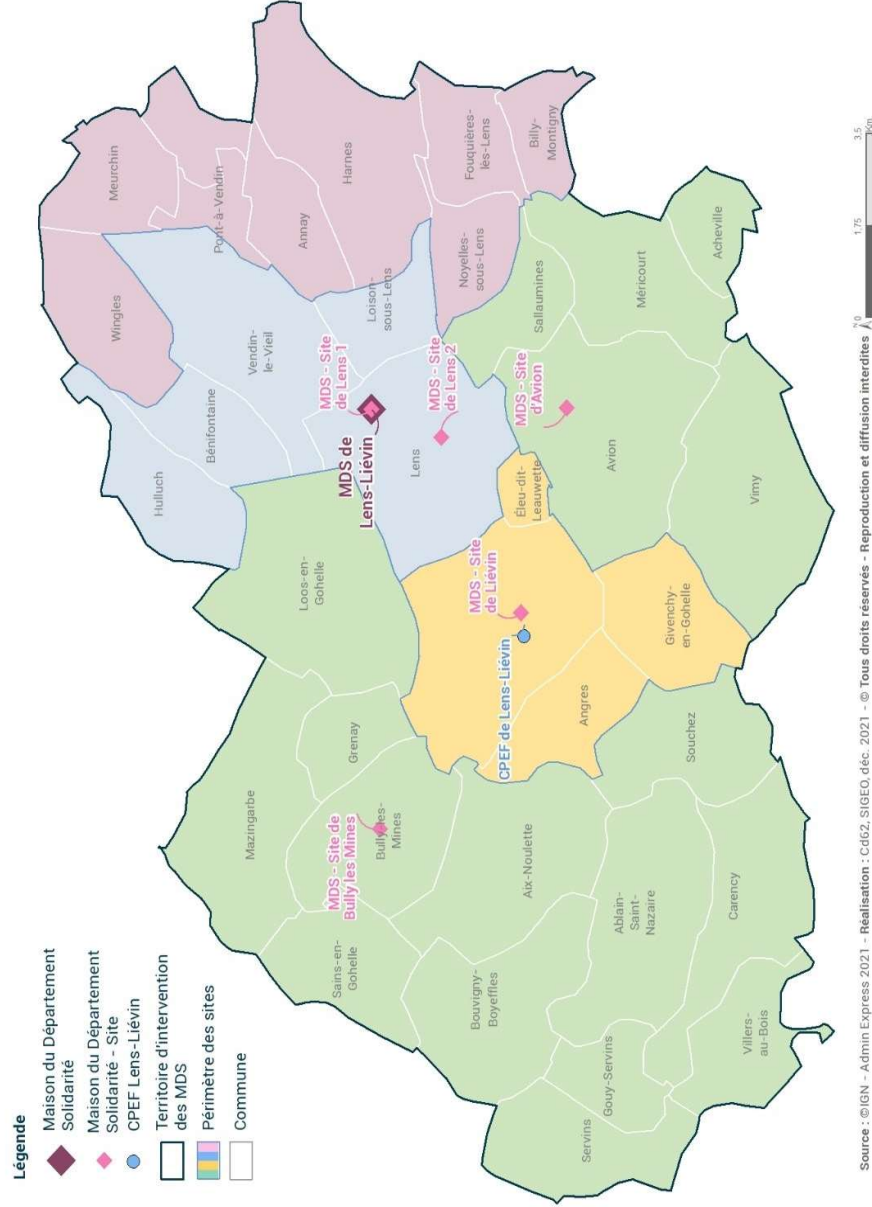 Légende
Maison du Département
Solidarité
Maison du Département
Solidarité - Site
CPEF Lens-Liévin
Territoire d'intervention
des MDS
Périmètre des sites
Commune
Meurchin
Wingles
Pont-à-Vendin
Annay
Harnes
Hulluch
Bénifontaine
Vendin-
le-Vieil
Loison-
sous-Lens
Fouquières-
lès-Lens
Billy-
Montigny
Noyelles-
sous-Lens
MDS - Site
de Lens 1
MDS de
Lens-Liévin
MDS - Site
de Lens 2
Lens
Loos-en-
Gohelle
Sallaumines
Méricourt
Acheville
MDS - Site
d'Avion
Avion
Vimy
Éleu-dit-
Leauwette
MDS - Site
de Liévin
CPEF de Lens-Liévin
Angres
Givenchy-
en-Gohelle
Mazingarbe
Grenay
MDS - Site de
Bully les Mines
Bully-les-
Mines
Sains-en-
Gohelle
Aix-Noulette
Bouvigny-
Boyeffles
Souchez
Ablain-
Saint-
Nazaire
Carency
Gouy-Servins
Servins
Villers-
au-Bois
N
0 1.75 3.5
Km
Source : ©IGN - Admin Express 2021 - Réalisation : Cd62, SIGEO, déc. 2021 - © Tous droits réservés - Reproduction et diffusion interdites